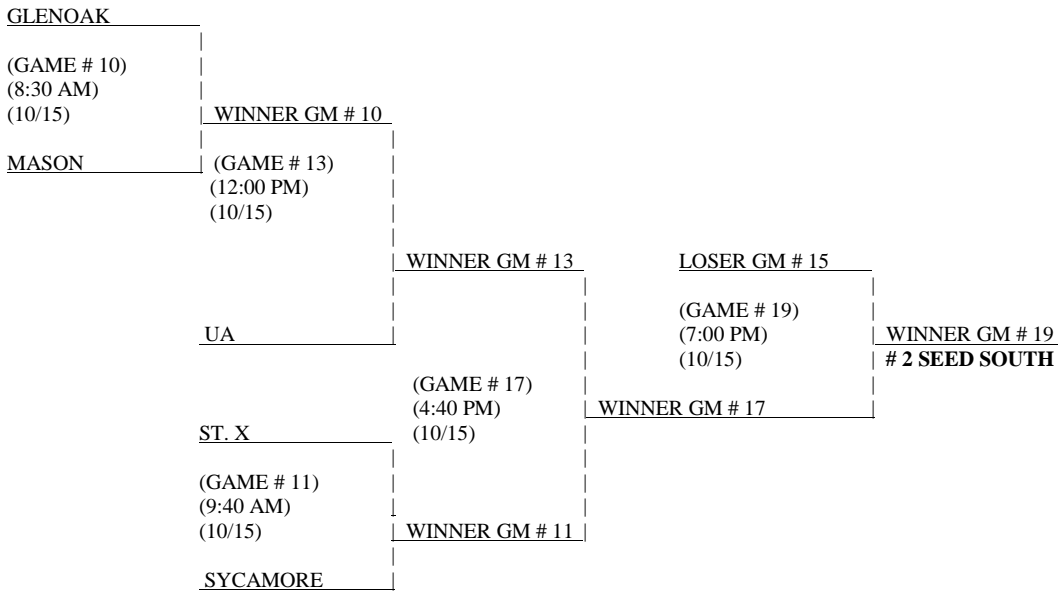 GLENOAK
(GAME # 10)
(8:30 AM)
(10/15)
WINNER GM # 10
MASON
(GAME # 13)
(12:00 PM)
(10/15)
WINNER GM # 13
LOSER GM # 15
(GAME # 19)
(7:00 PM)
(10/15)
UA
WINNER GM # 19
# 2 SEED SOUTH
(GAME # 17)
(4:40 PM)
(10/15)
WINNER GM # 17
ST. X
(GAME # 11)
(9:40 AM)
(10/15)
WINNER GM # 11
SYCAMORE